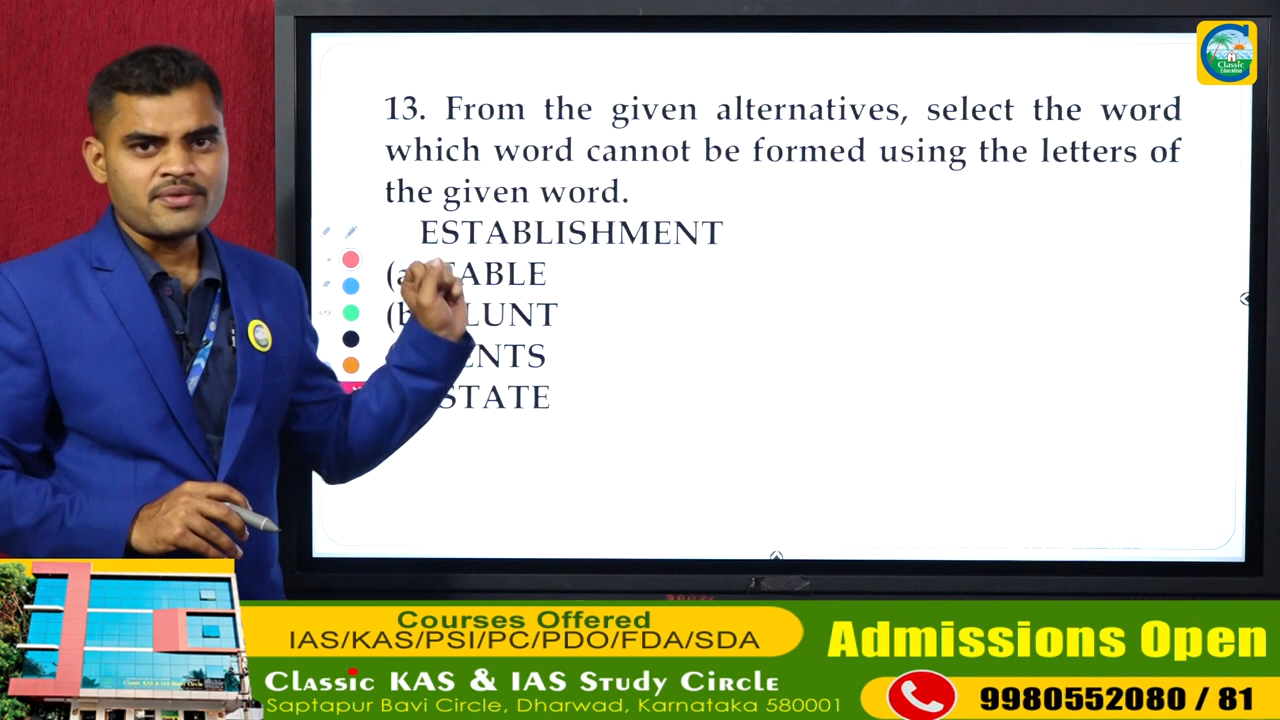 Classic
Education
13. From the given alternatives, select the word
which word cannot be formed using the letters of
the given word.
ESTABLISHMENT
(a) TABLE
(b) LUNT
ENTS
STATE
Courses Offered
IAS/KAS/PSI/PC/PDO/FDA/SDA
Classic KAS & IAS Study Circle
Saptapur Bavi Circle, Dharwad, Karnataka 580001
Admissions Open
9980552080 / 81